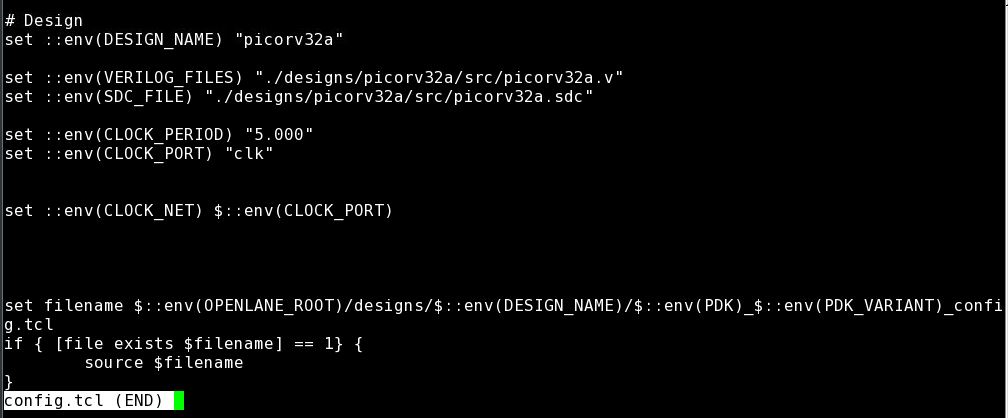 # Design
set ::env(DESIGN_NAME) "picorv32a"
set ::env(VERILOG_FILES) "./designs/picorv32a/src/picorv32a.v"
set ::env(SDC_FILE) "./designs/picorv32a/src/picorv32a.sdc"
set ::env(CLOCK_PERIOD) "5.000"
set ::env(CLOCK_PORT) "clk"
set ::env(CLOCK_NET) $::env(CLOCK_PORT)
set filename $::env(OPENLANE_ROOT)/designs/$::env(DESIGN_NAME)/$::env(PDK)_$::env(PDK_VARIANT)_confi
g.tcl
if { [file exists $filename] == 1} {
        source $filename
}
config.tcl (END)